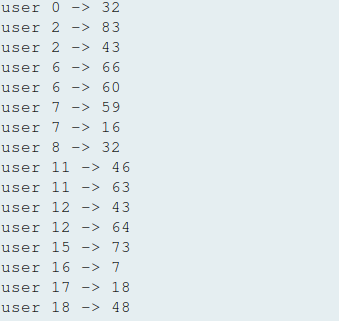 user 0 -> 32
user 2 -> 83
user 2 -> 43
user 6 -> 66
user 6 -> 60
user 7 -> 59
user 7 -> 16
user 8 -> 32
user 11 -> 46
user 11 -> 63
user 12 -> 43
user 12 -> 64
user 15 -> 73
user 16 -> 7
user 17 -> 18
user 18 -> 48